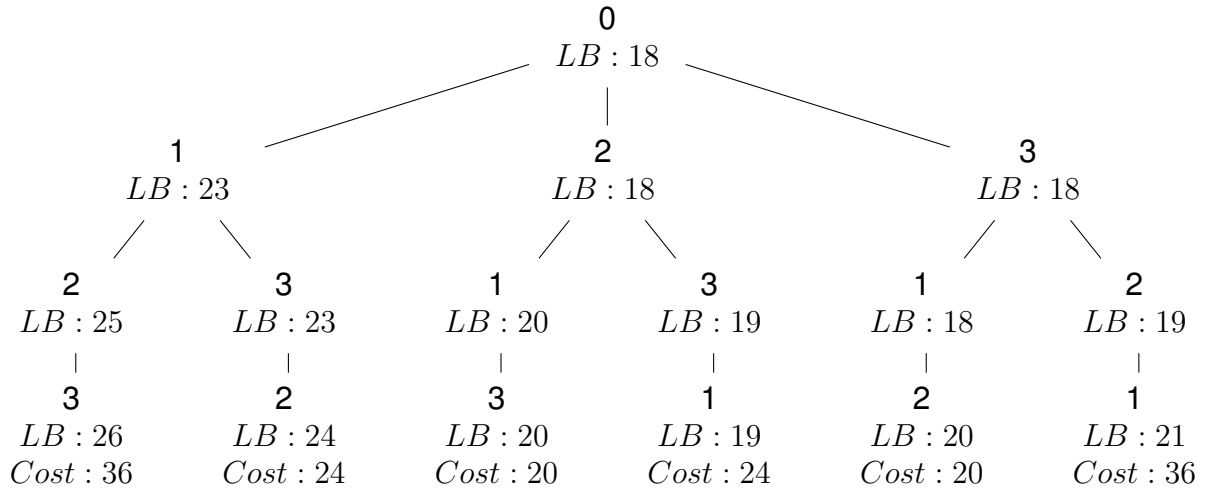 0
LB : 18
1 2 3
LB : 23 LB : 18 LB : 18
2 3 1 3 1 2
LB : 25 LB : 23 LB : 20 LB : 19 LB : 18 LB : 19
3 2 3 1 2 1
LB : 26 LB : 24 LB : 20 LB : 19 LB : 20 LB : 21
Cost : 36 Cost : 24 Cost : 20 Cost : 24 Cost : 20 Cost : 36